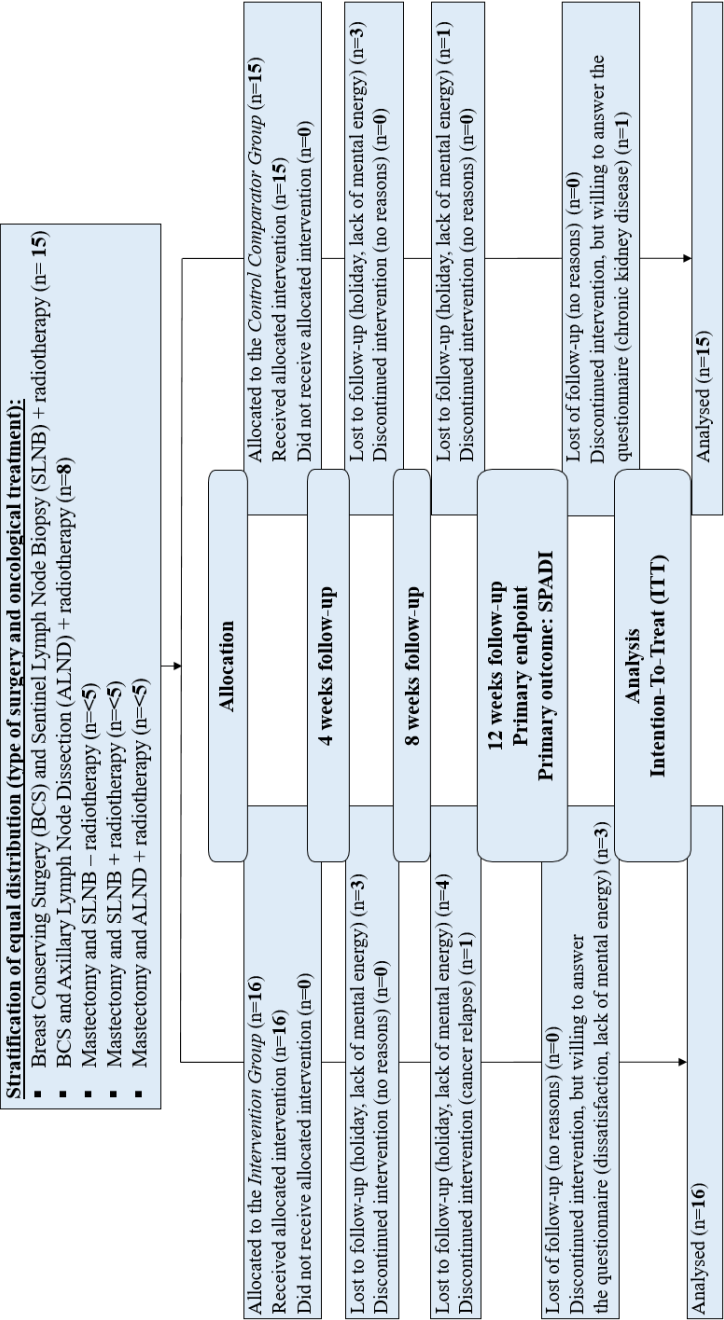 Stratification of equal distribution (type of surgery and oncological treatment):
▪ Breast Conserving Surgery (BCS) and Sentinel Lymph Node Biopsy (SLNB) + radiotherapy (n= 15)
▪ BCS and Axillary Lymph Node Dissection (ALND) + radiotherapy (n=8)
▪ Mastectomy and SLNB – radiotherapy (n=<5)
▪ Mastectomy and SLNB + radiotherapy (n=<5)
▪ Mastectomy and ALND + radiotherapy (n=<5)
Allocation
Allocated to the Intervention Group (n=16)
Received allocated intervention (n=16)
Did not receive allocated intervention (n=0)
Allocated to the Control Comparator Group (n=15)
Received allocated intervention (n=15)
Did not receive allocated intervention (n=0)
4 weeks follow-up
Lost to follow-up (holiday, lack of mental energy) (n=3)
Discontinued intervention (no reasons) (n=0)
Lost to follow-up (holiday, lack of mental energy) (n=3)
Discontinued intervention (no reasons) (n=0)
8 weeks follow-up
Lost to follow-up (holiday, lack of mental energy) (n=4)
Discontinued intervention (cancer relapse) (n=1)
Lost to follow-up (holiday, lack of mental energy) (n=1)
Discontinued intervention (no reasons) (n=0)
12 weeks follow-up
Primary endpoint
Primary outcome: SPADI
Lost of follow-up (no reasons) (n=0)
Discontinued intervention, but willing to answer
the questionnaire (dissatisfaction, lack of mental energy) (n=3)
Lost of follow-up (no reasons) (n=0)
Discontinued intervention, but willing to answer the
questionnaire (chronic kidney disease) (n=1)
Analysis
Intention-To-Treat (ITT)
Analysed (n=16)
Analysed (n=15)